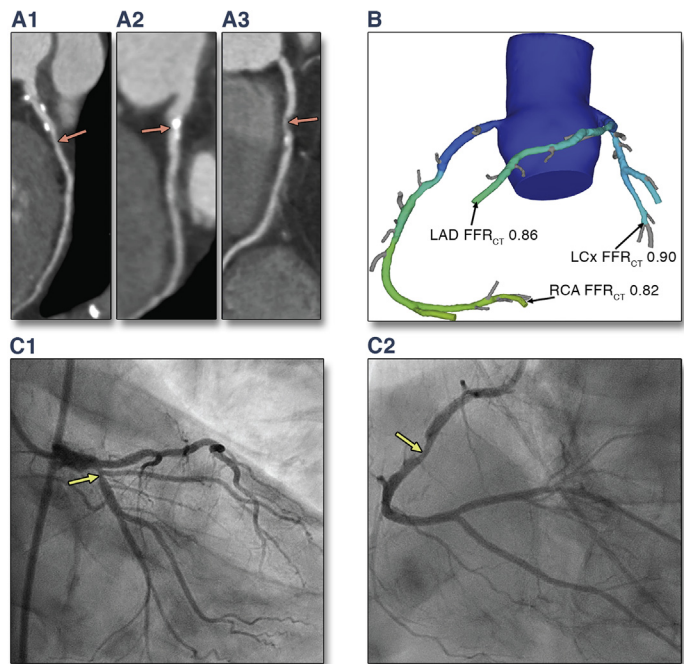 A1
A2
A3
B
LAD FFRCT 0.86
LCx FFRCT 0.90
RCA FFRCT 0.82
C1
C2